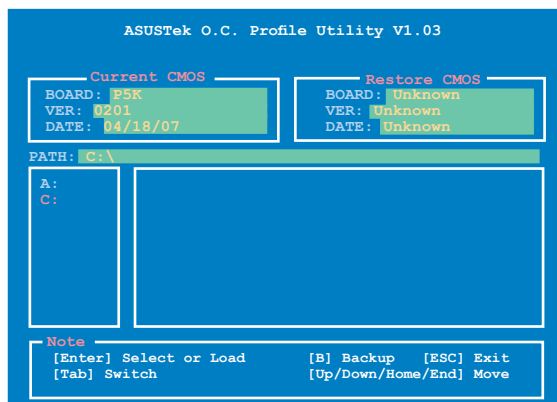 ASUSTek O.C. Profile Utility V1.03
Current CMOS
BOARD: P5K
VER: 0201
DATE: 04/18/07
Restore CMOS
BOARD: Unknown
VER: Unknown
DATE: Unknown
PATH: C:\
A:
C:
Note
[Enter] Select or Load [B] Backup [ESC] Exit
[Tab] Switch [Up/Down/Home/End] Move